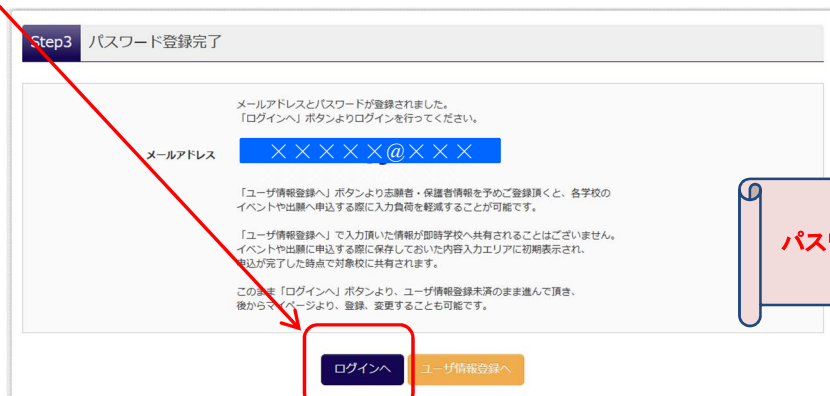 Step3 パスワード登録完了
メールアドレスとパスワードが登録されました。
「ログインへ」ボタンよりログインを行ってください。
メールアドレス
×××××@×××
「ユーザ情報登録へ」ボタンより志願者・保護者情報を予めご登録頂くと、各学校の
イベントや出願へ申込する際に入力負荷を軽減することが可能です。
「ユーザ情報登録へ」で入力頂いた情報が即時学校へ共有されることはございません。
イベントや出願に申込する際に保存しておいた内容入力エリアに初期表示され、
申込が完了した時点で対象校に共有されます。
このまま「ログインへ」ボタンより、ユーザ情報登録未済のまま進んで頂き、
後からマイページより、登録、変更することも可能です。
パス
ログインへ
ユーザ情報登録へ